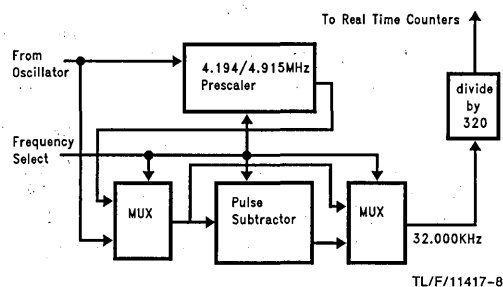 To Real Time Counters
From
Oscillator
4.194/4.915MHz
Prescaler
divide
by
320
Frequency
Select
MUX
Pulse
Subtractor
MUX
32.000KHz
TL/F/11417-8